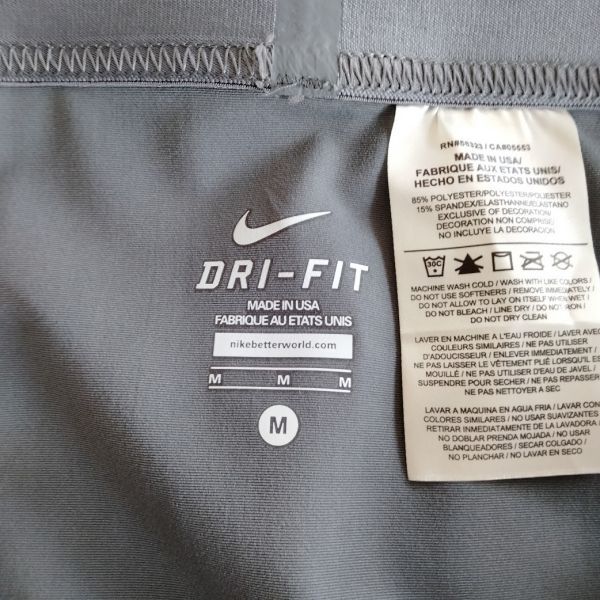 DRI-FIT
MADE IN USA
FABRIQUE AU ETATS UNIS
nikebetterworld.com
M M M
M
RN#56323 / CA#05553
MADE IN USA/
FABRIQUE AUX ETATS UNIS/
HECHO EN ESTADOS UNIDOS
85% POLYESTER/POLYESTER/POLIESTER
15% SPANDEX/ELASTHANNE/ELASTANO
EXCLUSIVE OF DECORATION/
DECORATION NON COMPRISE/
NO INCLUYE LA DECORACION
30C
MACHINE WASH COLD / WASH WITH LIKE COLORS /
DO NOT USE SOFTENERS / REMOVE IMMEDIATELY /
DO NOT ALLOW TO LAY ON ITSELF WHEN WET /
DO NOT BLEACH / LINE DRY / DO NOT IRON /
DO NOT DRY CLEAN
LAVER EN MACHINE A L'EAU FROIDE / LAVER AVEC
COULEURS SIMILAIRES / NE PAS UTILISER
D'ADOUCISSEUR / ENLEVER IMMEDIATEMENT /
NE PAS LAISSER LE VÊTEMENT PLIÉ LORSQU'IL EST
MOUILLÉ / NE PAS UTILISER D'EAU DE JAVEL /
SUSPENDRE POUR SECHER / NE PAS REPASSER
NE PAS NETTOYER A SEC
LAVAR A MAQUINA EN AGUA FRIA / LAVAR CON
COLORES SIMILARES / NO USAR SUAVIZANTES
RETIRAR IMMEDIATAMENTE DE LA LAVADORA /
NO DOBLAR PRENDA MOJADA / NO USAR
BLANQUEADORES / SECAR COLGADO /
NO PLANCHAR / NO LAVAR EN SECO